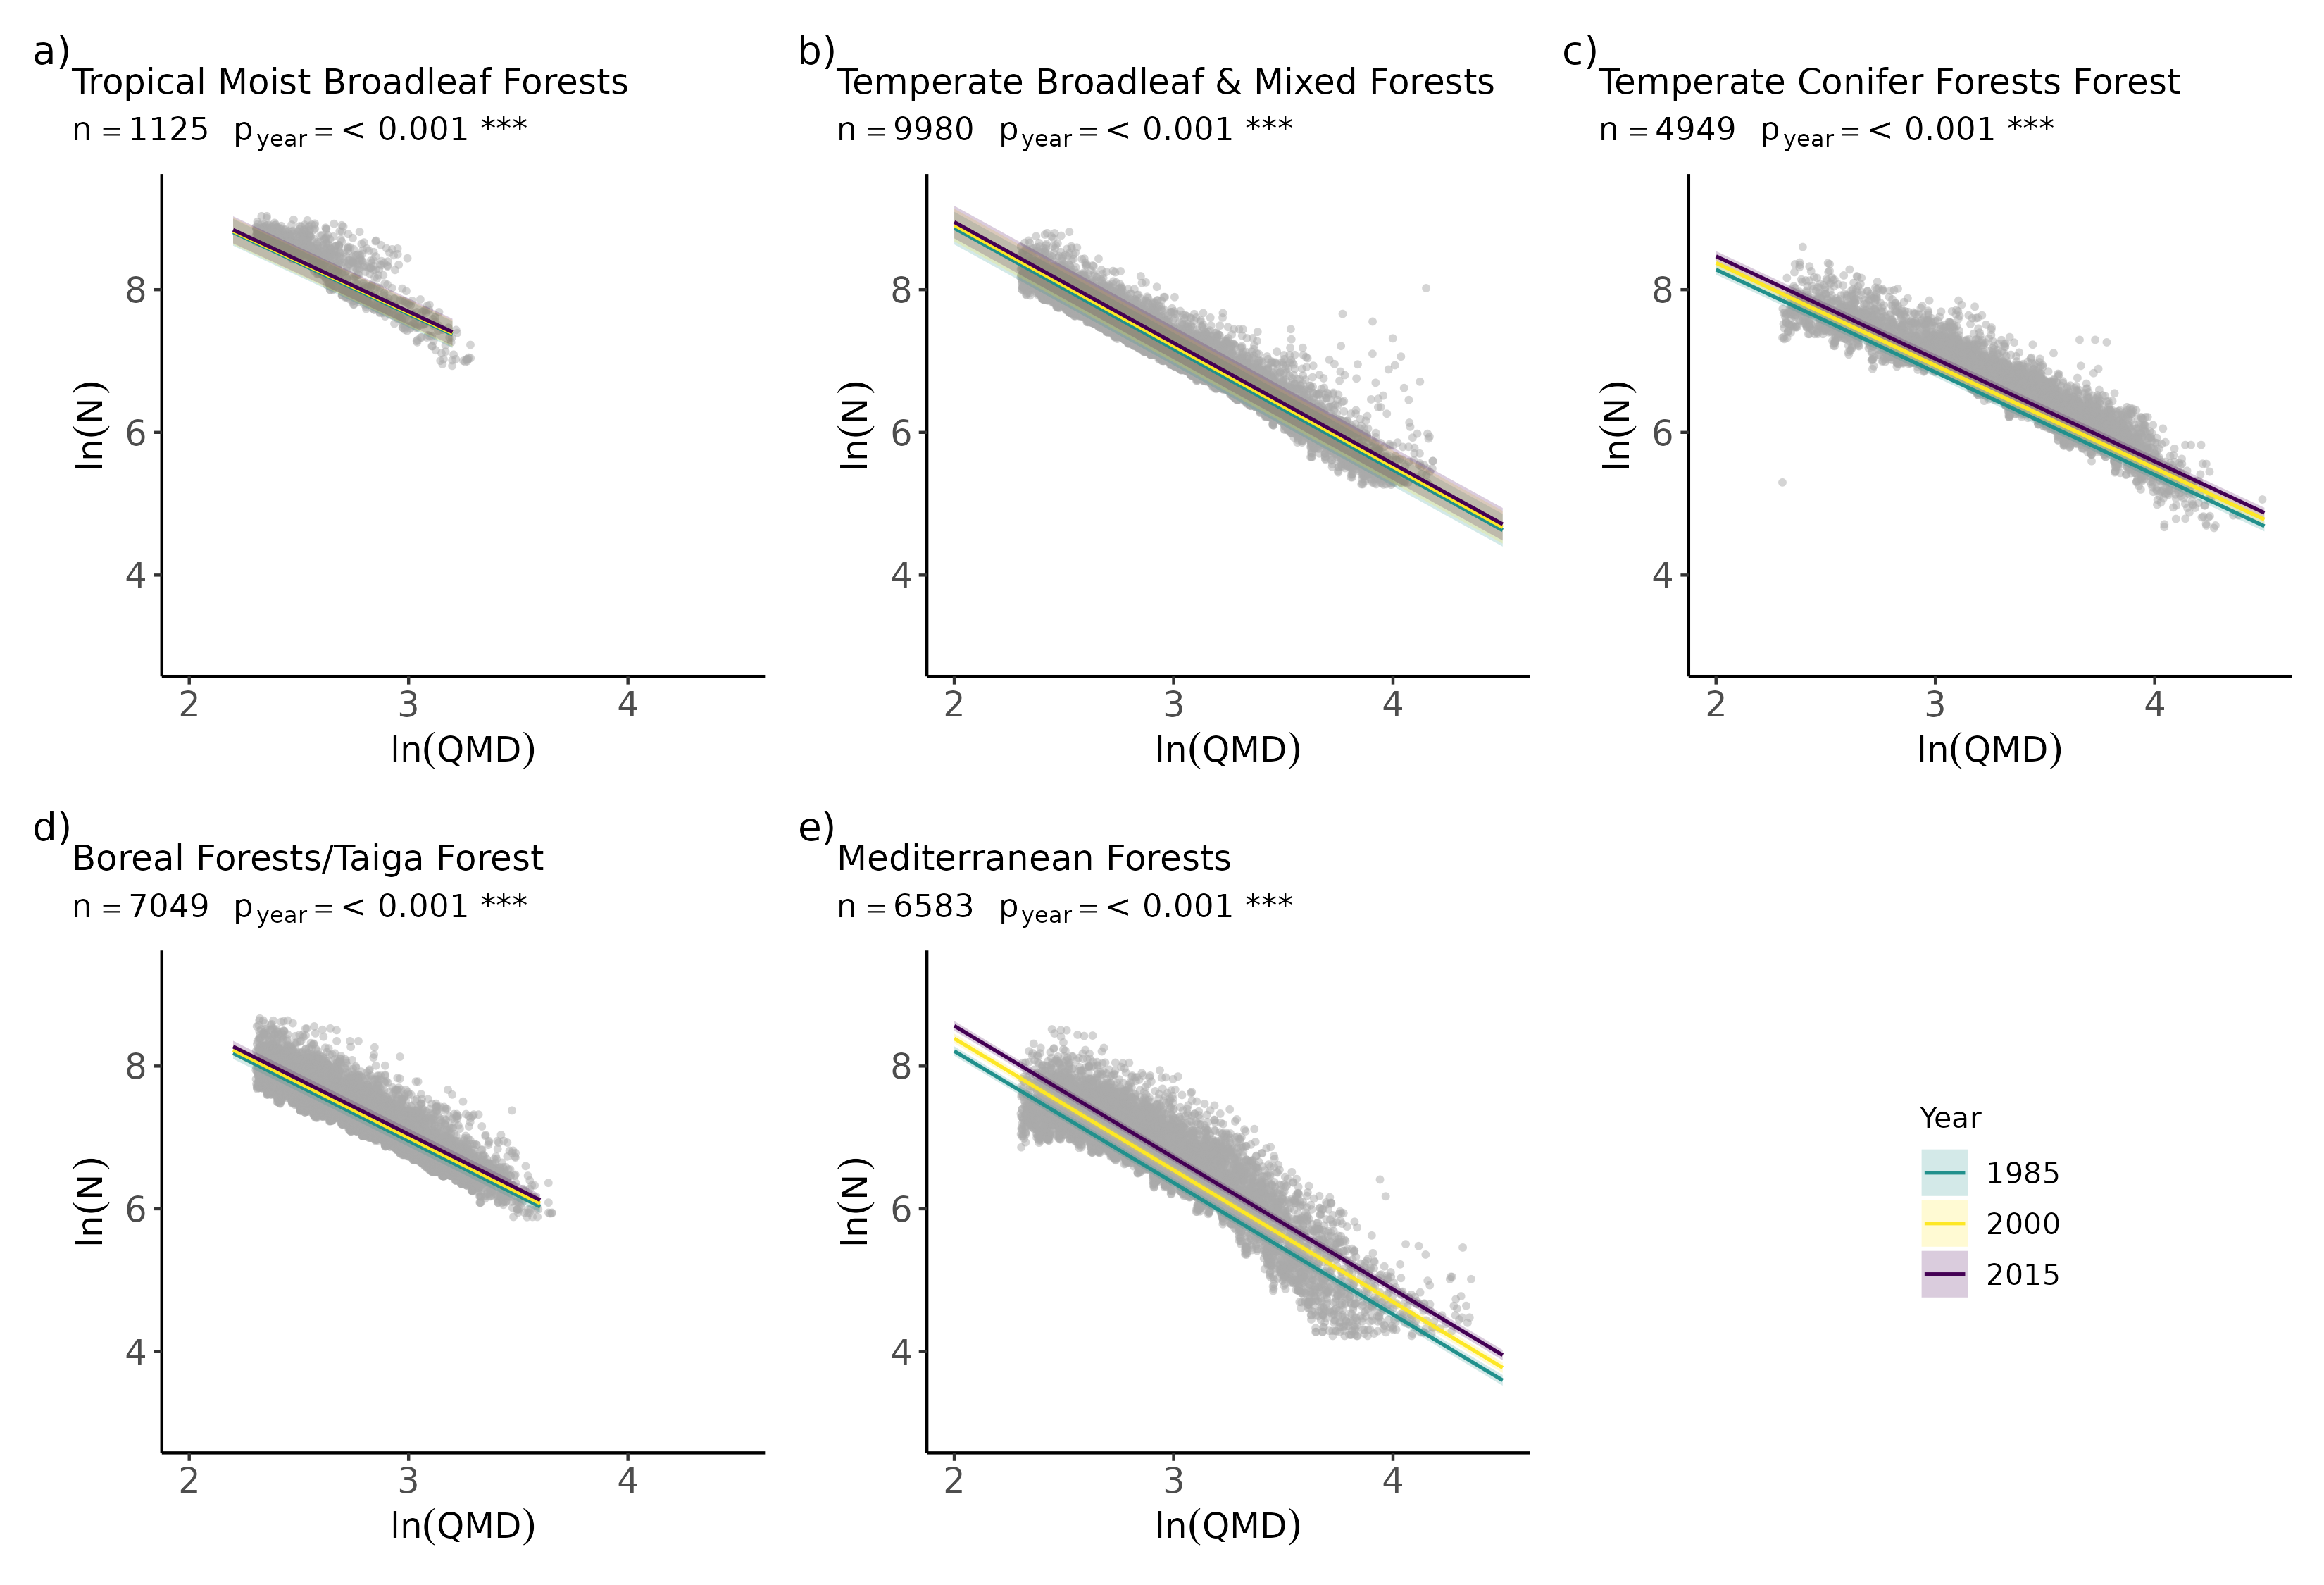 a)
Tropical Moist Broadleaf Forests
n = 1125 p year = < 0.001 ***
8
6
4
ln(N)
2 3 4
ln(QMD)
b)
Temperate Broadleaf & Mixed Forests
n = 9980 p year = < 0.001 ***
8
6
4
ln(N)
2 3 4
ln(QMD)
c)
Temperate Conifer Forests Forest
n = 4949 p year = < 0.001 ***
8
6
4
ln(N)
2 3 4
ln(QMD)
d)
Boreal Forests/Taiga Forest
n = 7049 p year = < 0.001 ***
8
6
4
ln(N)
2 3 4
ln(QMD)
e)
Mediterranean Forests
n = 6583 p year = < 0.001 ***
8
6
4
ln(N)
2 3 4
ln(QMD)
Year
1985
2000
2015